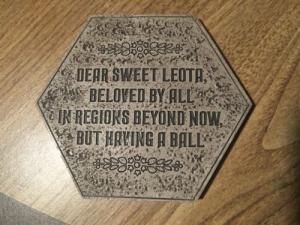 DEAR SWEET LEOTA,
BELOVED BY ALL
IN REGIONS BEYOND NOW,
BUT HAVING A BALL